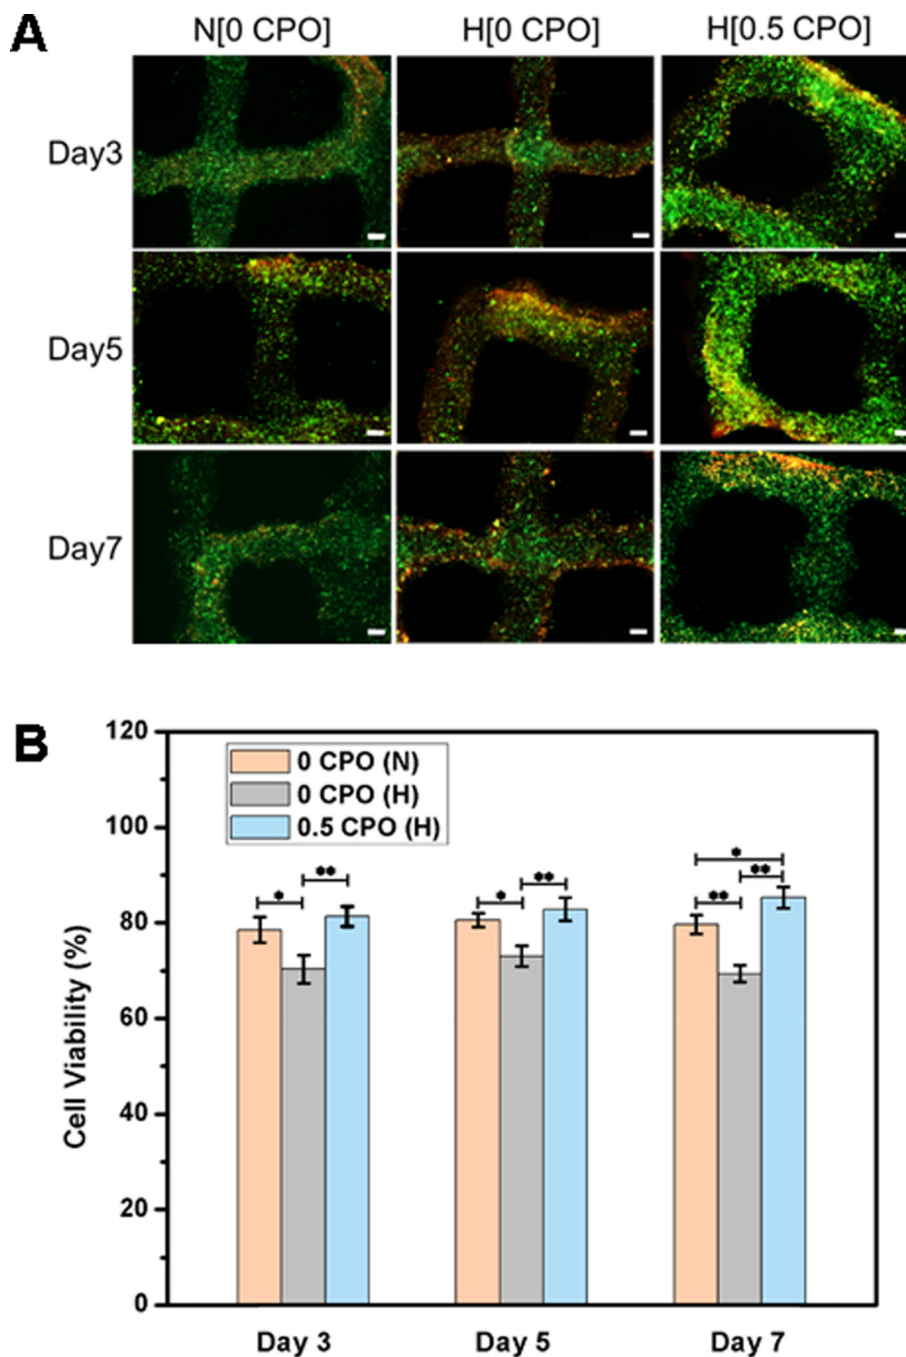 A
N[0 CPO] H[0 CPO] H[0.5 CPO]
Day3
Day5
Day7
B
120
100
80
60
40
20
0
Cell Viability (%)
0 CPO (N)
0 CPO (H)
0.5 CPO (H)
* ** * ** * ** **
Day 3 Day 5 Day 7